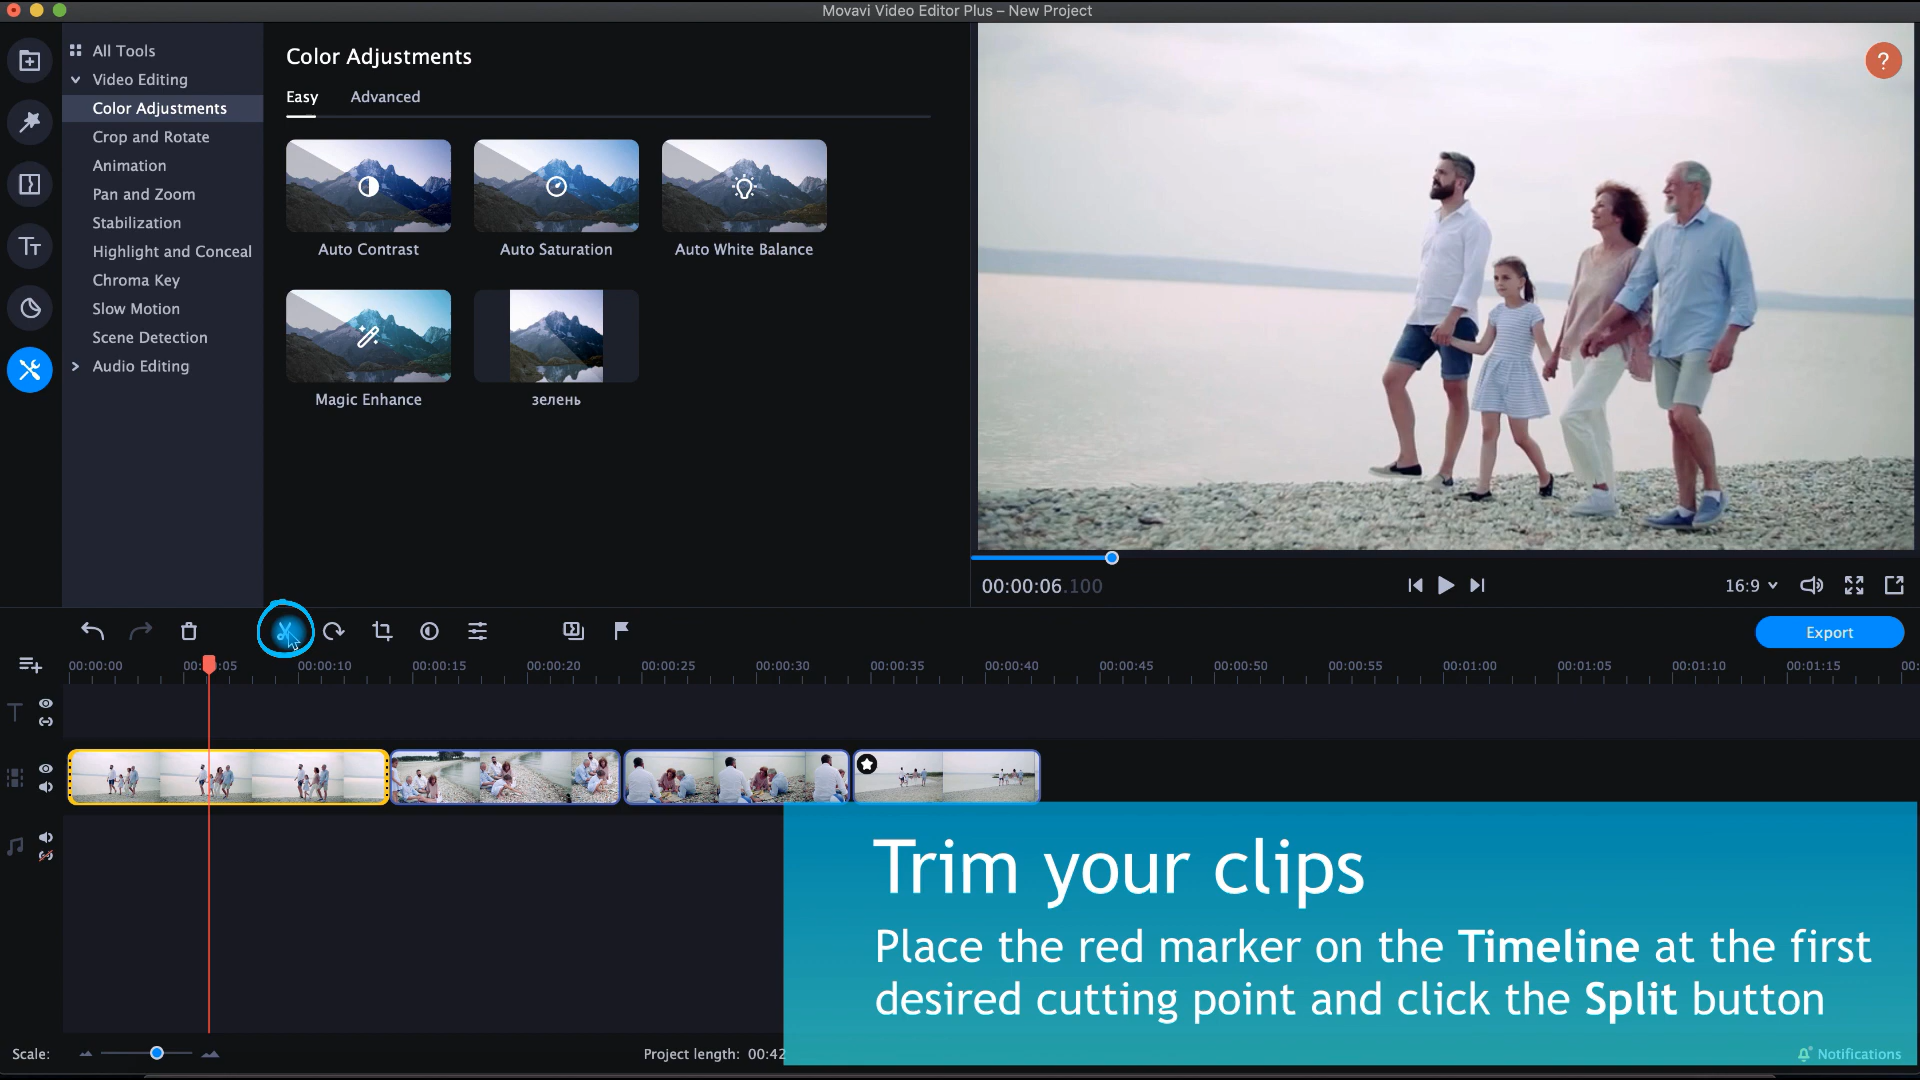 Movavi Video Editor Plus – New Project
All Tools
Video Editing
Color Adjustments
Crop and Rotate
Animation
Pan and Zoom
Stabilization
Highlight and Conceal
Chroma Key
Slow Motion
Scene Detection
Audio Editing
Color Adjustments
Easy
Advanced
Auto Contrast
Auto Saturation
Auto White Balance
Magic Enhance
зелень
?
00:00:06.100
16:9
Export
00:00:00
00:00:10
00:00:15
00:00:20
00:00:25
00:00:30
00:00:35
00:00:40
00:00:45
00:00:50
00:00:55
00:01:00
00:01:05
00:01:10
00:01:15
Trim your clips
Place the red marker on the Timeline at the first
desired cutting point and click the Split button
Scale:
Project length: 00:42
Notifications